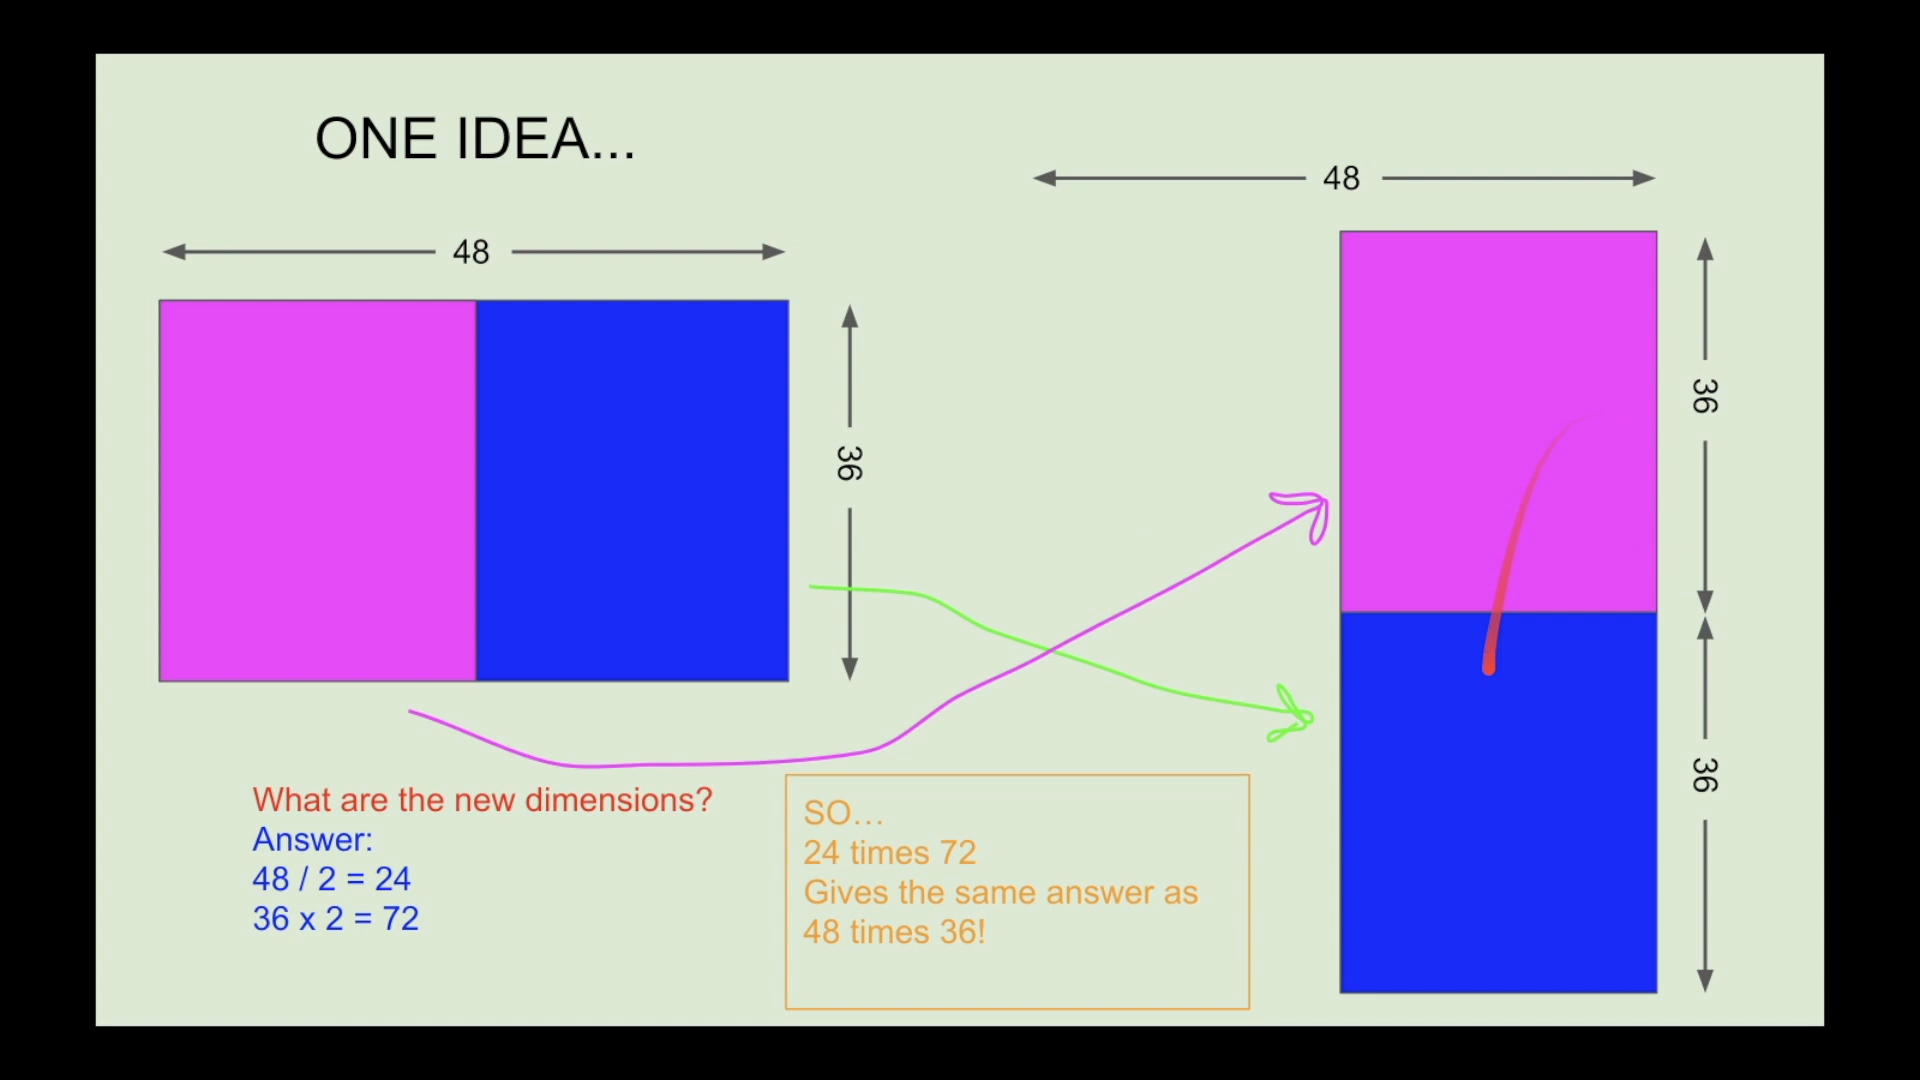 ONE IDEA...
48
48
36
36
36
What are the new dimensions?
Answer:
48 / 2 = 24
36 x 2 = 72
SO...
24 times 72
Gives the same answer as
48 times 36!